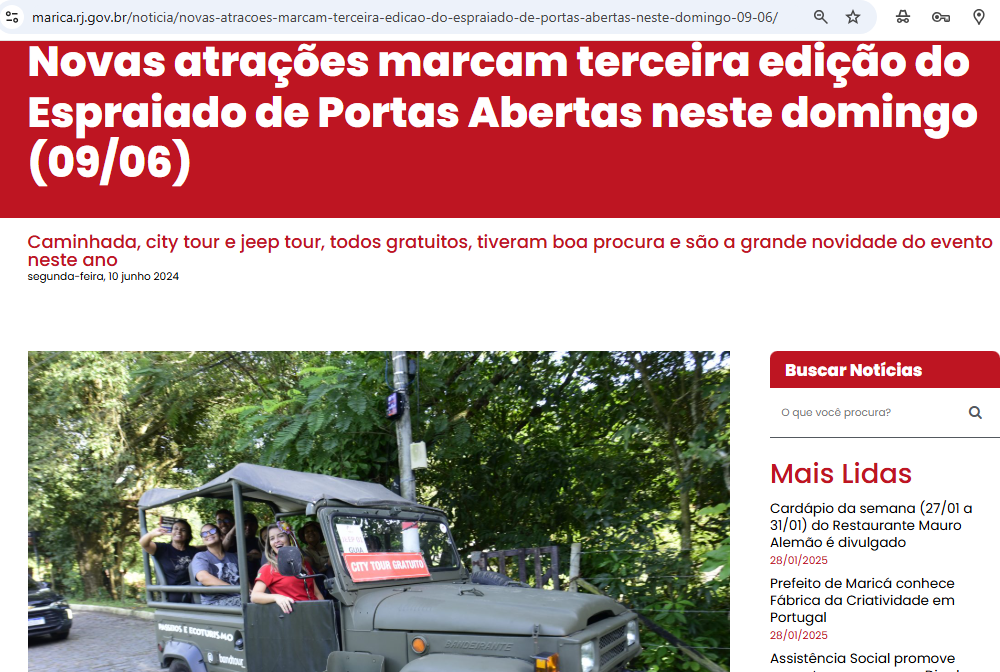 marica.rj.gov.br/noticia/novas-atracoes-marcam-terceira-edicao-do-espraiado-de-portas-abertas-neste-domingo-09-06/
Novas atrações marcam terceira edição do
Espraiado de Portas Abertas neste domingo
(09/06)
Caminhada, city tour e jeep tour, todos gratuitos, tiveram boa procura e são a grande novidade do evento
neste ano
segunda-feira, 10 junho 2024
GUIA
CITY TOUR GRATUITO
BANDEIRANTE
E ECOTURISMO
Buscar Notícias
O que você procura?
Mais Lidas
Cardápio da semana (27/01 a
31/01) do Restaurante Mauro
Alemão é divulgado
28/01/2025
Prefeito de Maricá conhece
Fábrica da Criatividade em
Portugal
28/01/2025
Assistência Social promove